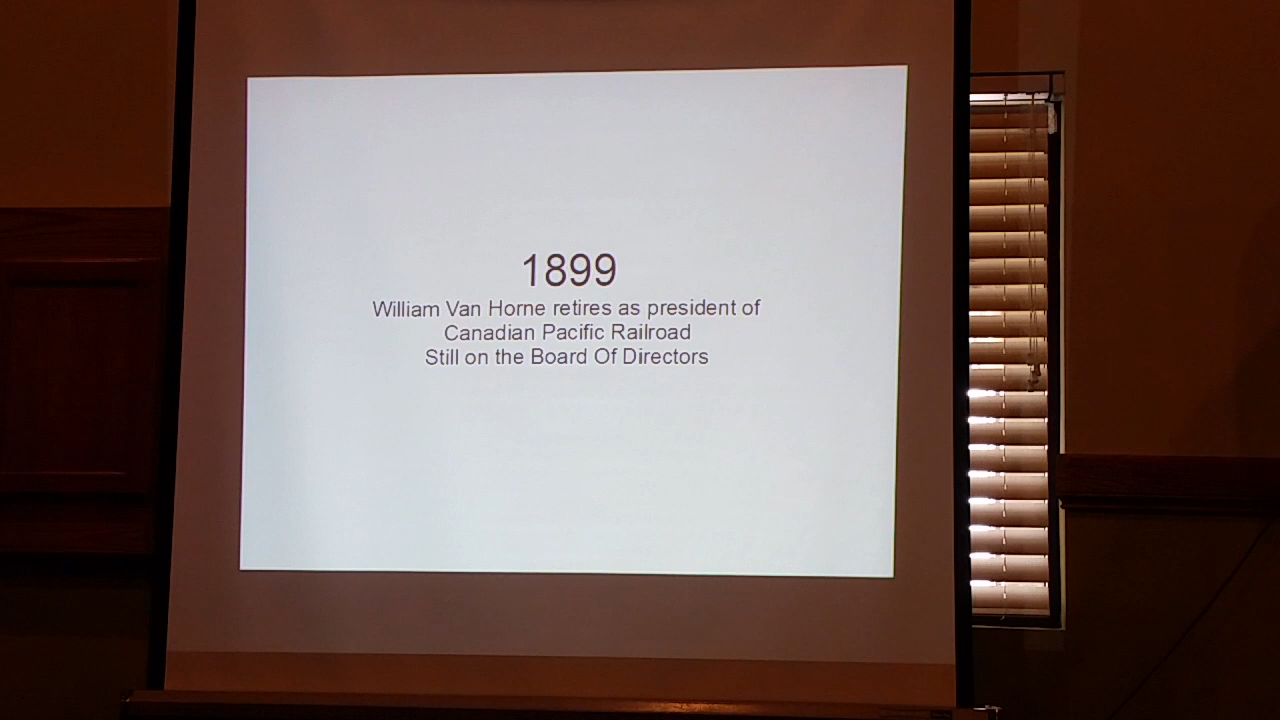 1899
William Van Horne retires as president of
Canadian Pacific Railroad
Still on the Board Of Directors